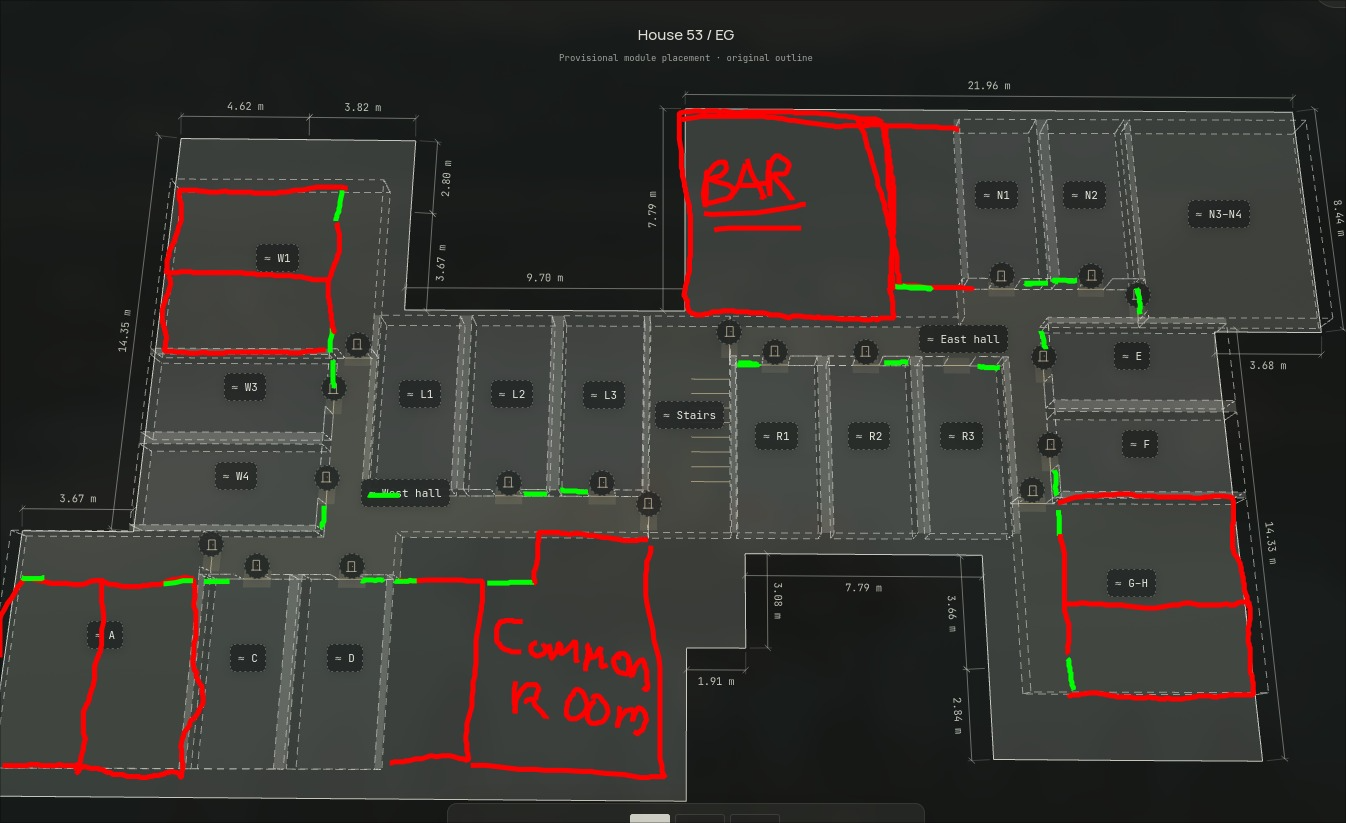 House 53 / EG
Provisional module placement · original outline
21.96 m
4.62 m
3.82 m
2.80 m
3.67 m
7.79 m
8.44 m
BAR
≈ N1
≈ N2
≈ N3-N4
≈ W1
9.70 m
14.35 m
≈ East hall
≈ E
3.68 m
≈ W3
≈ L1
≈ L2
≈ L3
≈ Stairs
≈ R1
≈ R2
≈ R3
≈ F
≈ W4
≈ West hall
3.67 m
14.33 m
≈ G-H
7.79 m
3.08 m
3.66 m
≈ A
≈ C
≈ D
Common
Room
1.91 m
2.84 m